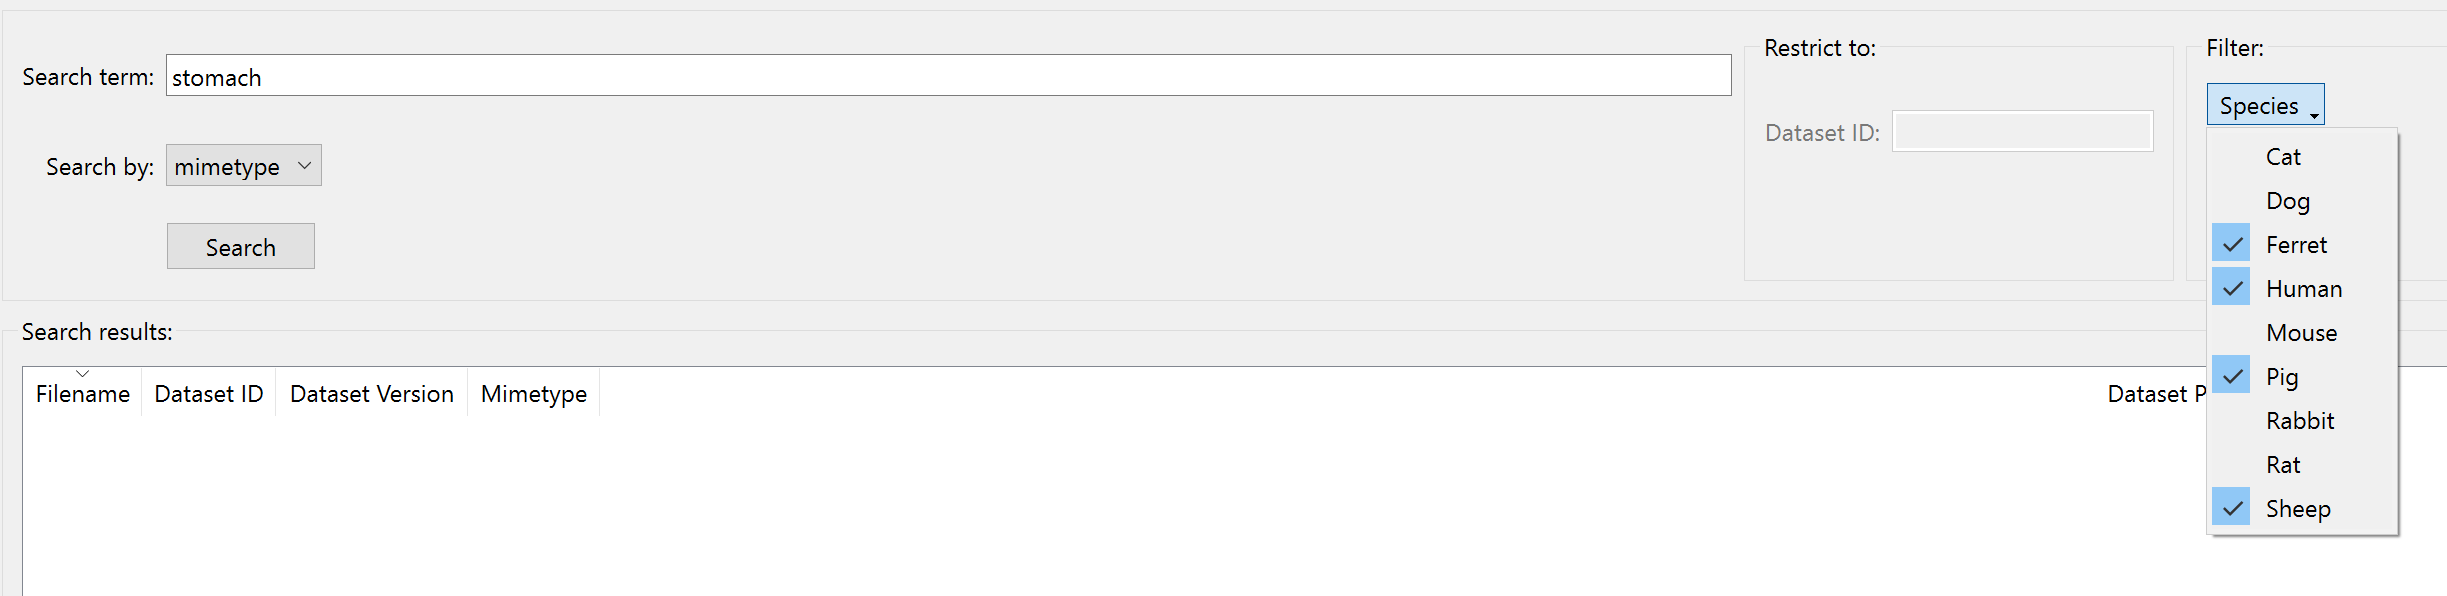 Search term: stomach
Restrict to:
Filter:
Species
Dataset ID:
Search by: mimetype
Search
Cat
Dog
Ferret
Human
Mouse
Pig
Rabbit
Rat
Sheep
Search results:
Filename Dataset ID Dataset Version Mimetype Dataset P